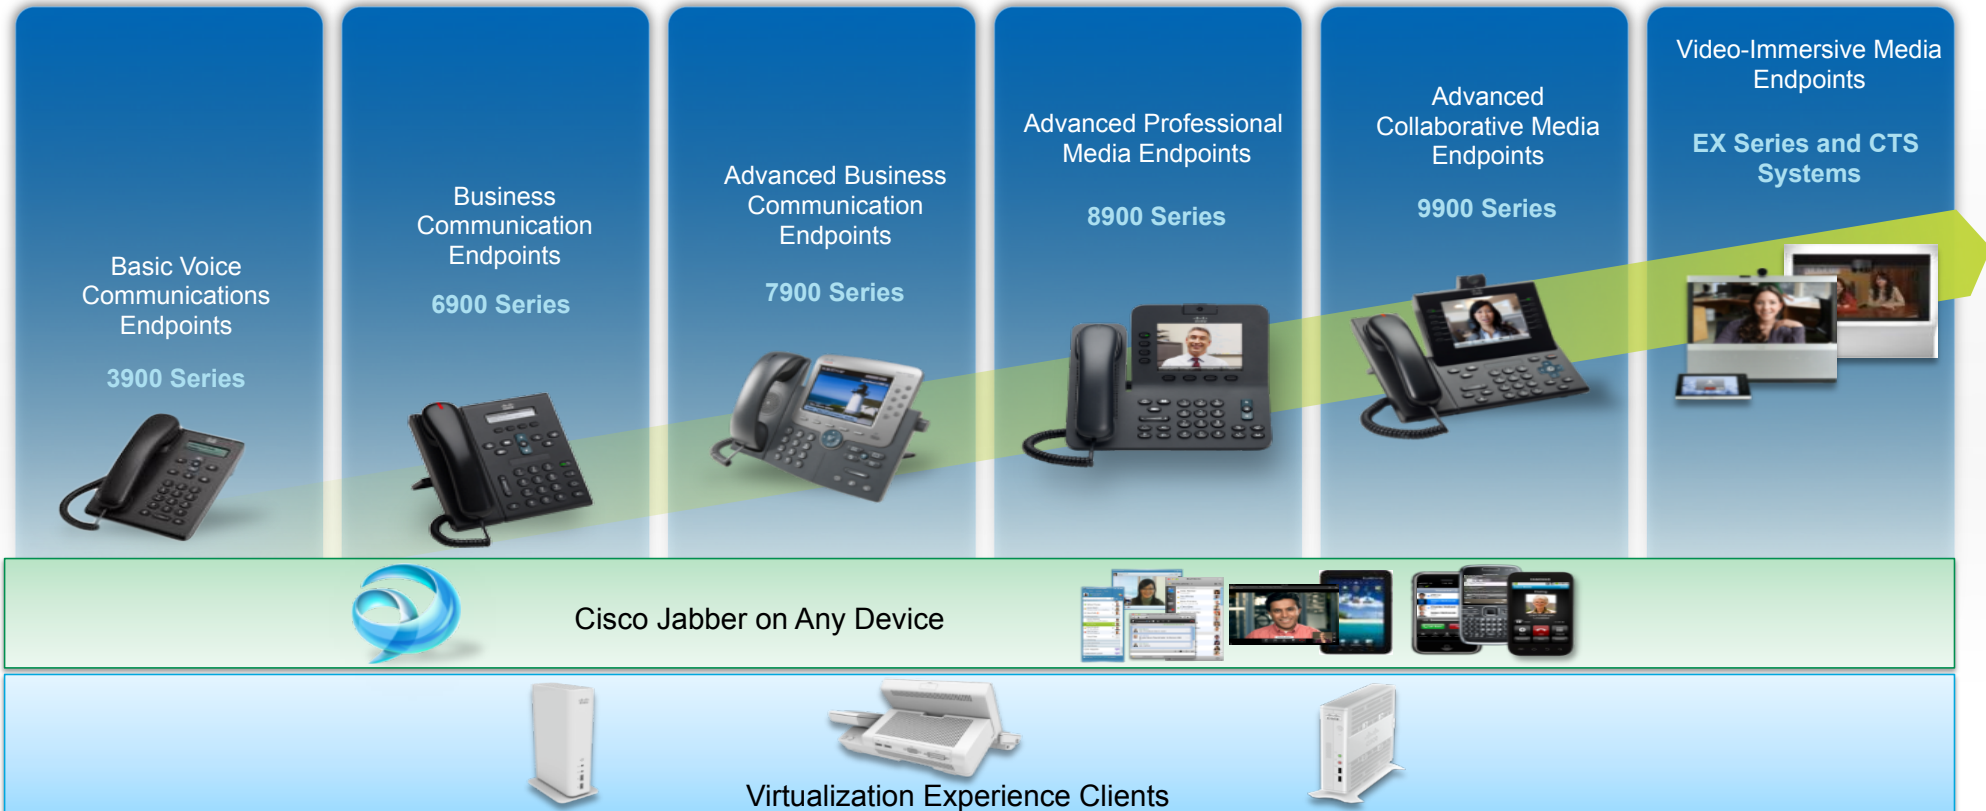 Basic Voice
Communications
Endpoints
3900 Series
Business
Communication
Endpoints
6900 Series
Advanced Business
Communication
Endpoints
7900 Series
Advanced Professional
Media Endpoints
8900 Series
Advanced
Collaborative Media
Endpoints
9900 Series
Video-Immersive Media
Endpoints
EX Series and CTS
Systems
Cisco Jabber on Any Device
Virtualization Experience Clients